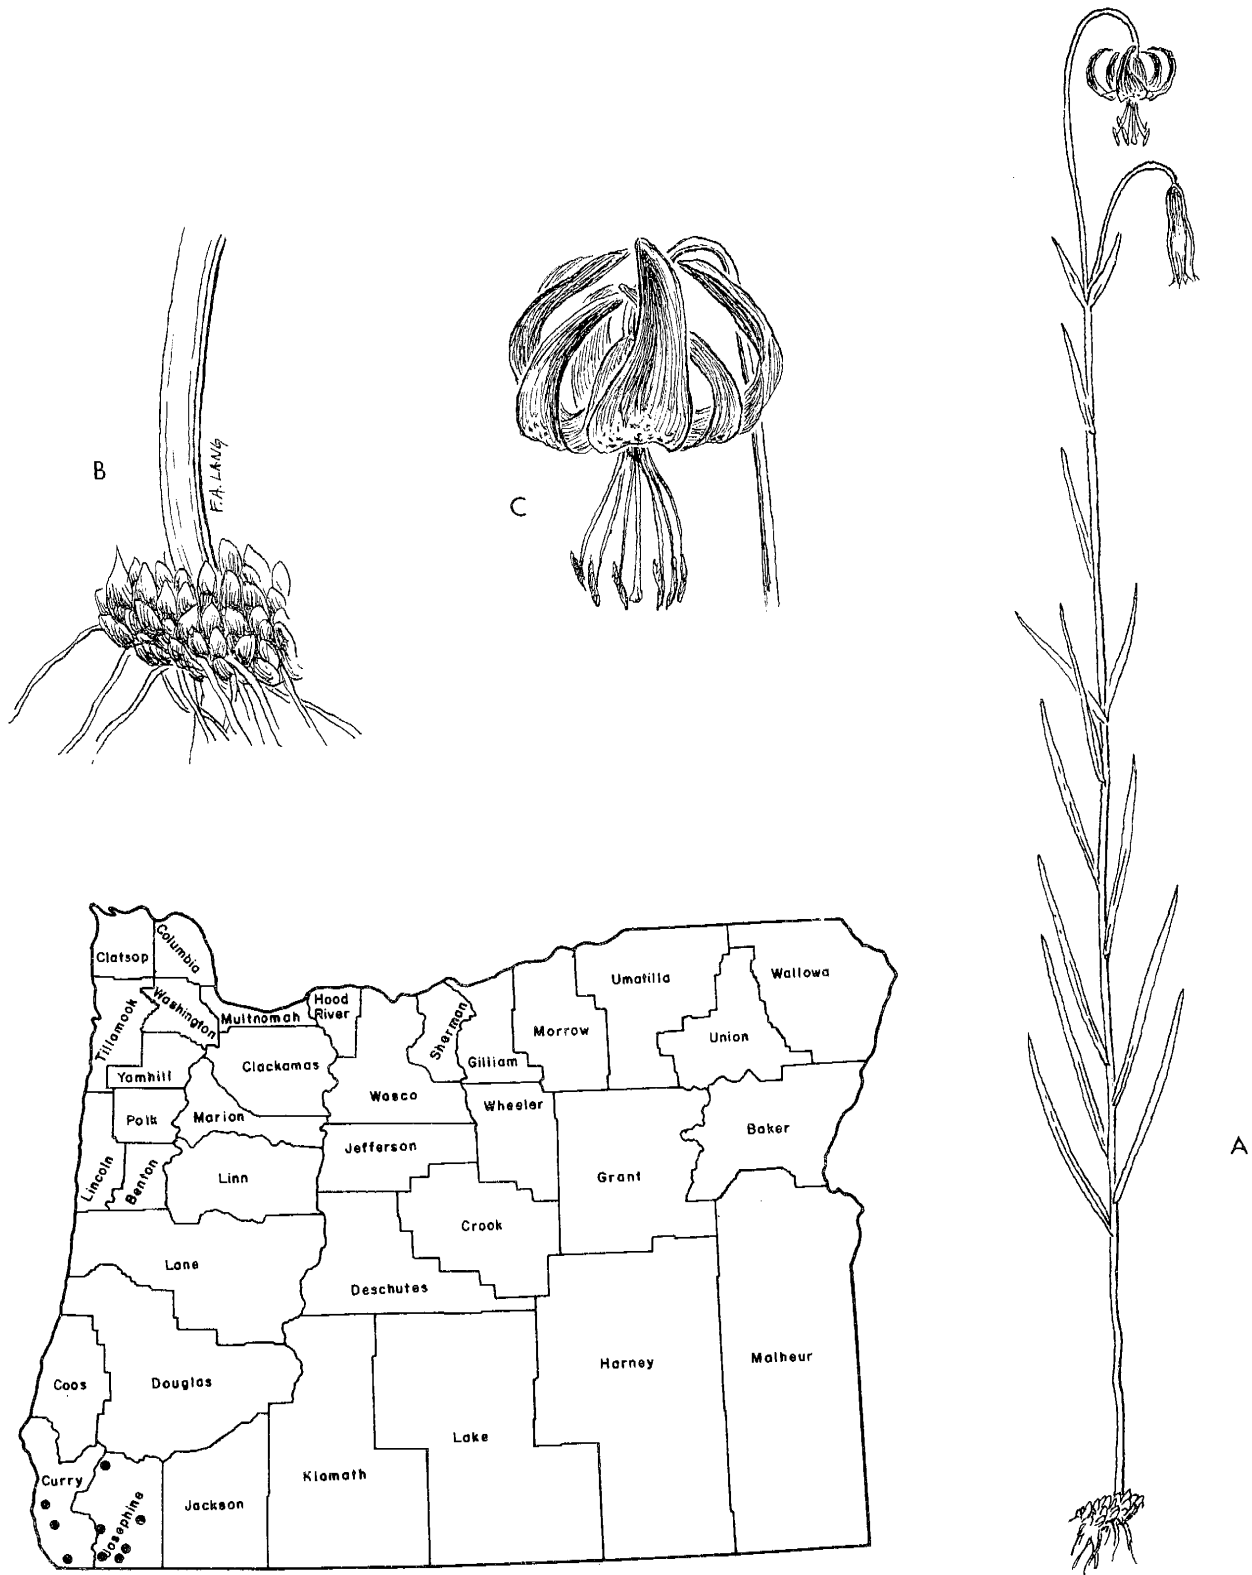 B
F.A. LANG
C
A
Clatsop
Columbia
Tillamook
Washington
Multnomah
Hood
River
Sherman
Gilliam
Morrow
Umatilla
Wallowa
Union
Yamhill
Clackamas
Wasco
Wheeler
Polk
Marion
Jefferson
Baker
Lincoln
Benton
Linn
Grant
Crook
Lane
Deschutes
Coos
Douglas
Harney
Malheur
Lake
Curry
Josephine
Jackson
Klamath